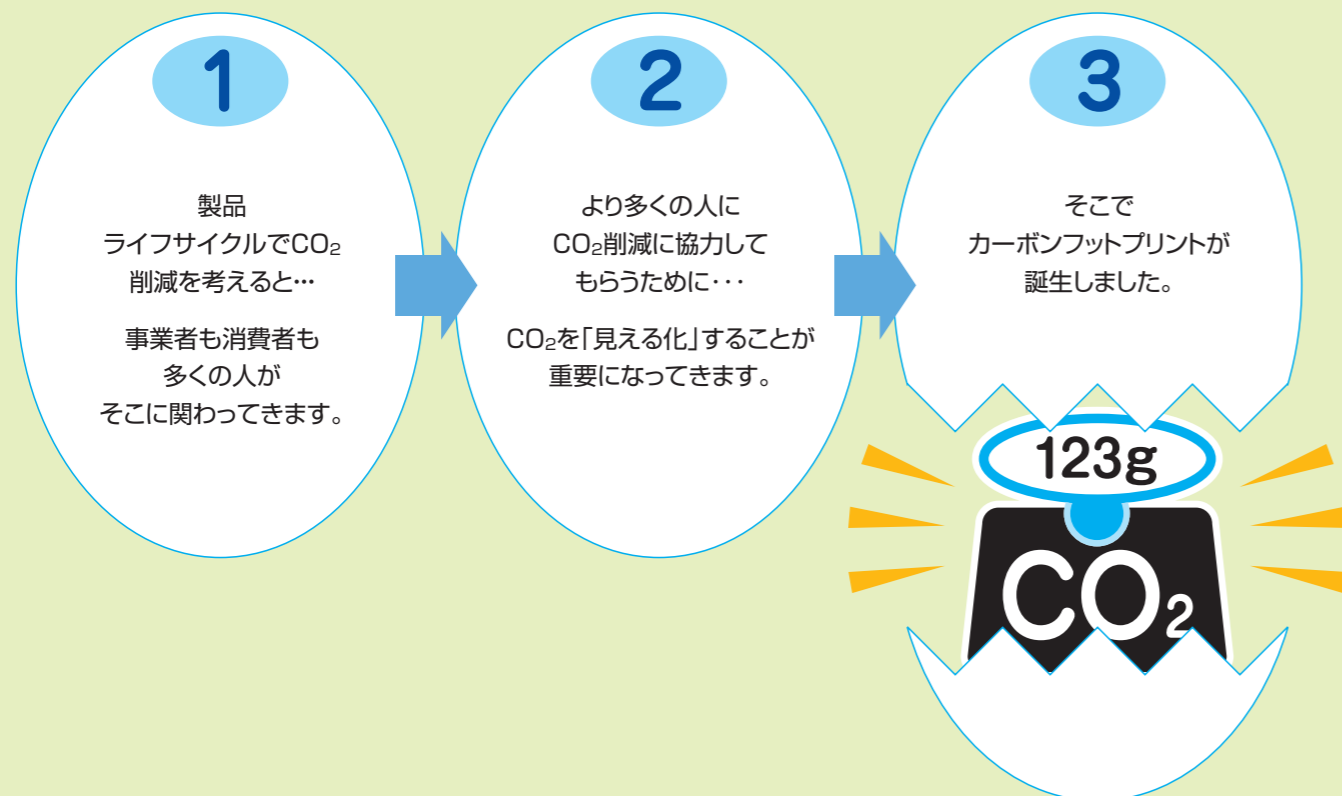 1
製品
ライフサイクルでCO₂
削減を考えると…
事業者も消費者も
多くの人が
そこに関わってきます。
2
より多くの人に
CO₂削減に協力して
もらうために・・・
CO₂を「見える化」することが
重要になってきます。
3
そこで
カーボンフットプリントが
誕生しました。
123g
CO₂